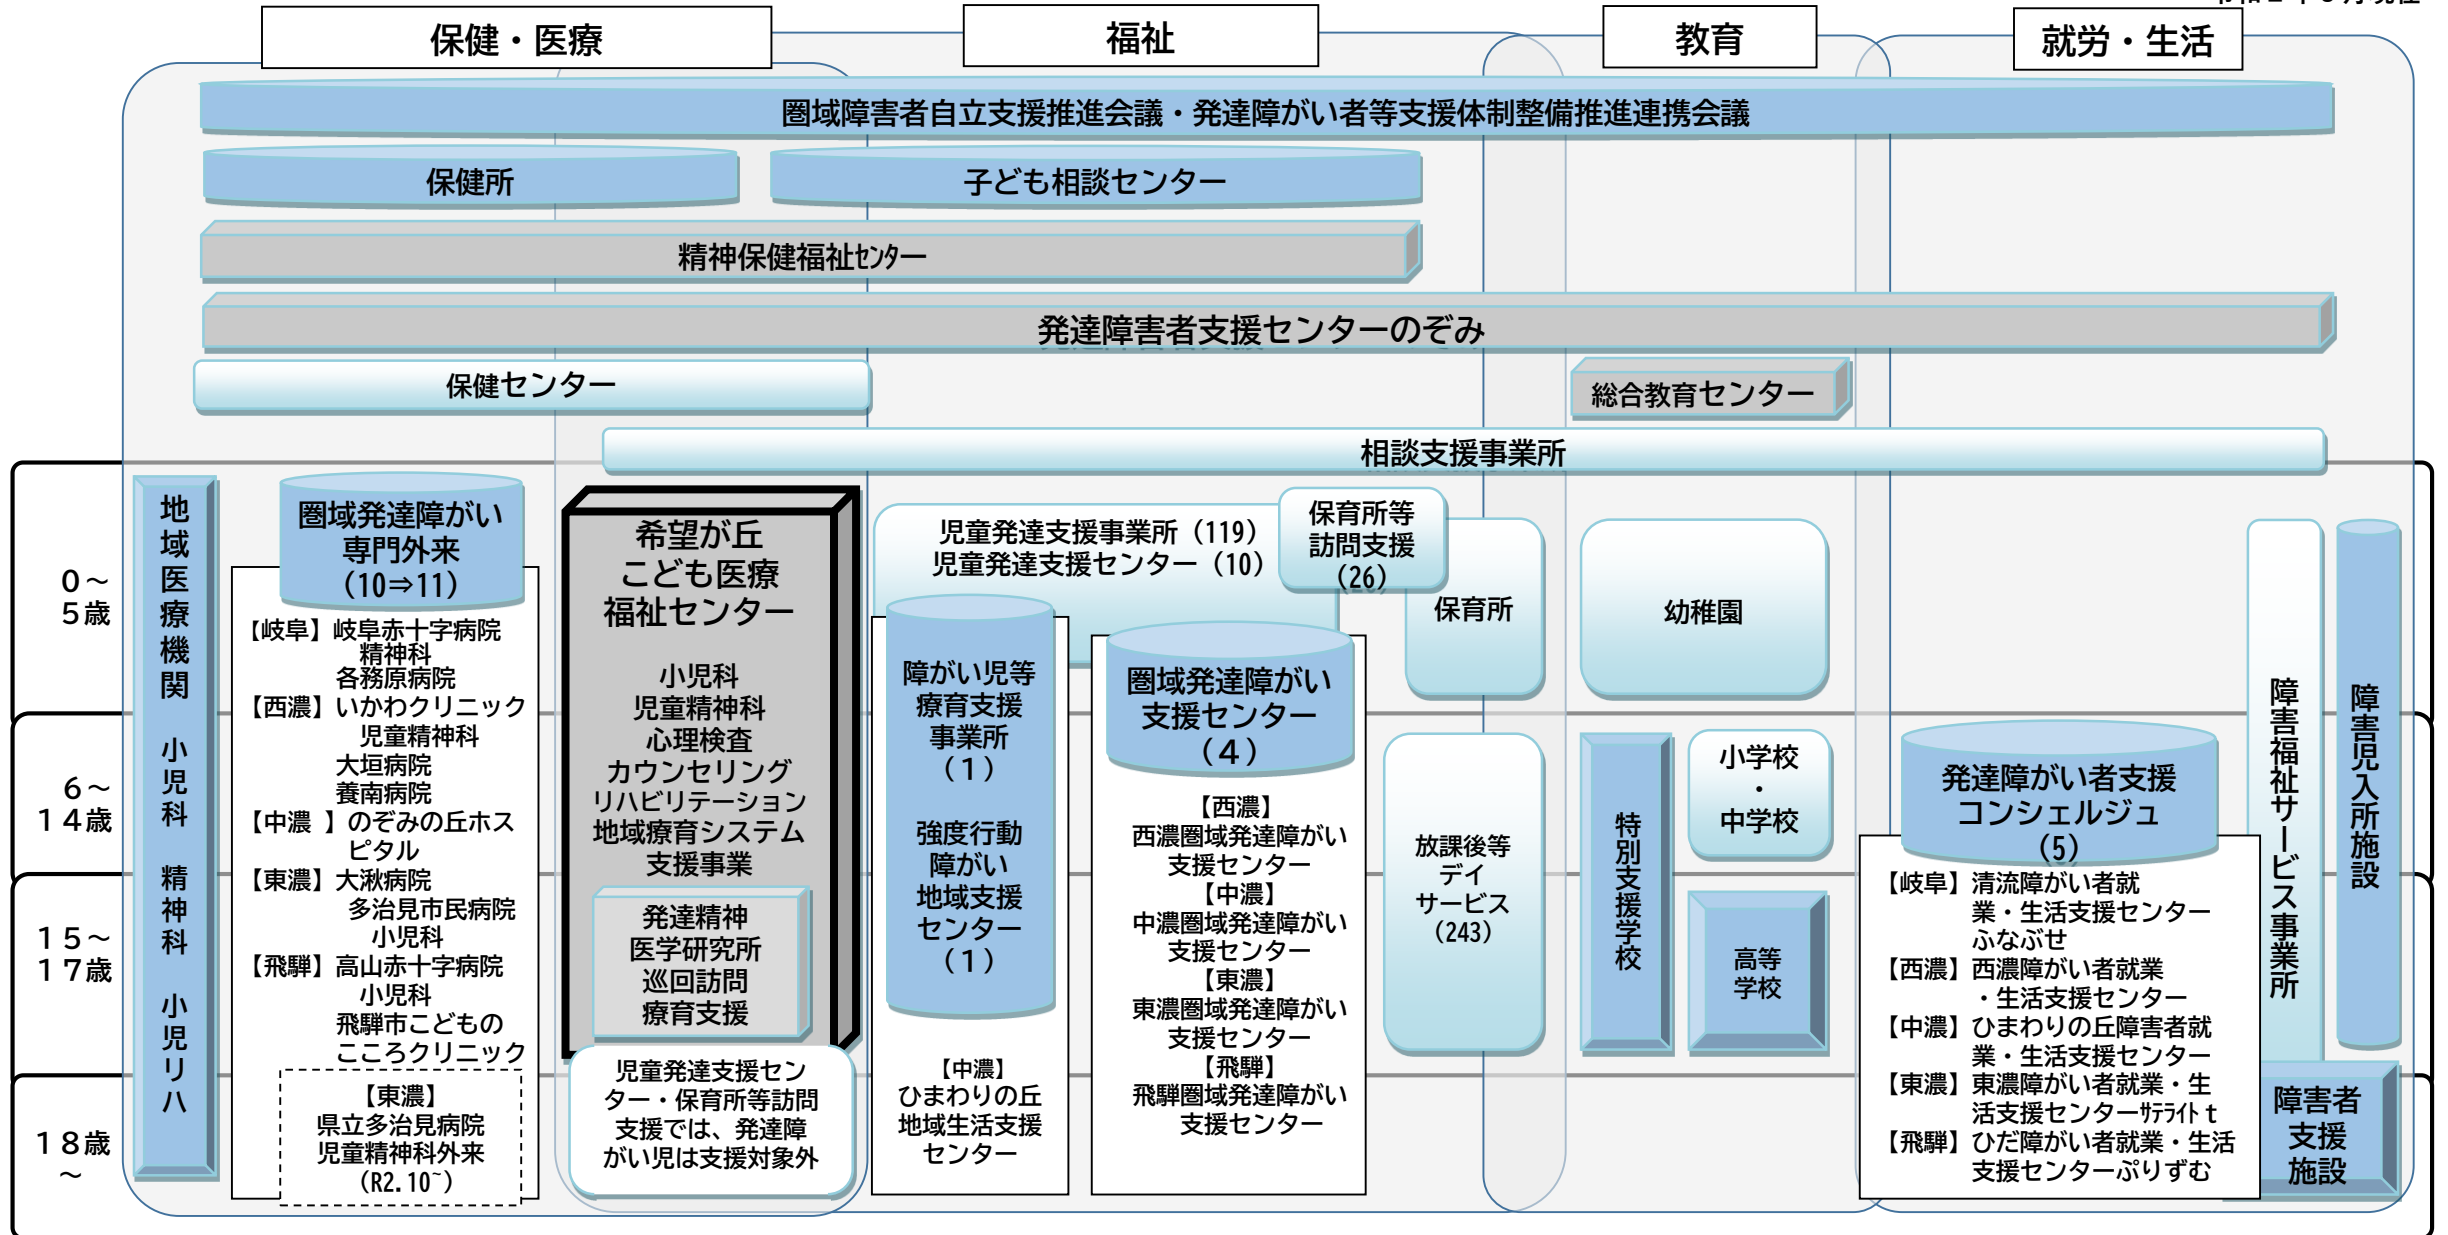 保健・医療
福祉
教育
就労・生活
圏域障害者自立支援推進会議・発達障がい者等支援体制整備推進連携会議
保健所
子ども相談センター
精神保健福祉ｾﾝﾀｰ
発達障害者支援センターのぞみ
保健センター
総合教育センター
相談支援事業所
０～
５歳
６～
１４歳
１５～
１７歳
１８歳
～
地域医療機関　小児科　精神科　小児リハ
圏域発達障がい
専門外来
（10⇒11）
【岐阜】岐阜赤十字病院
精神科
各務原病院
【西濃】いかわクリニック
児童精神科
大垣病院
養南病院
【中濃 】のぞみの丘ホス
ピタル
【東濃】大湫病院
多治見市民病院
小児科
【飛騨】高山赤十字病院
小児科
飛騨市こどもの
こころクリニック
【東濃】
県立多治見病院
児童精神科外来
（R2.10~）
希望が丘
こども医療
福祉センター
小児科
児童精神科
心理検査
カウンセリング
リハビリテーション
地域療育システム
支援事業
発達精神
医学研究所
巡回訪問
療育支援
児童発達支援セン
ター・保育所等訪問
支援では、発達障
がい児は支援対象外
児童発達支援事業所（119）
児童発達支援センター（10）
保育所等
訪問支援
（26）
保育所
障がい児等
療育支援
事業所
（１）
強度行動
障がい
地域支援
センター
（１）
【中濃】
ひまわりの丘
地域生活支援
センター
圏域発達障がい
支援センター
（４）
【西濃】
西濃圏域発達障がい
支援センター
【中濃】
中濃圏域発達障がい
支援センター
【東濃】
東濃圏域発達障がい
支援センター
【飛騨】
飛騨圏域発達障がい
支援センター
放課後等
デイ
サービス
（243）
幼稚園
特別支援学校
小学校
・
中学校
高等
学校
発達障がい者支援
コンシェルジュ
（5）
【岐阜】清流障がい者就
業・生活支援センター
ふなぶせ
【西濃】西濃障がい者就業
・生活支援センター
【中濃】ひまわりの丘障害者就
業・生活支援センター
【東濃】東濃障がい者就業・生
活支援センターｻﾃﾗｲﾄｔ
【飛騨】ひだ障がい者就業・生活
支援センターぷりずむ
障害福祉サービス事業所
障害児入所施設
障害者
支援
施設